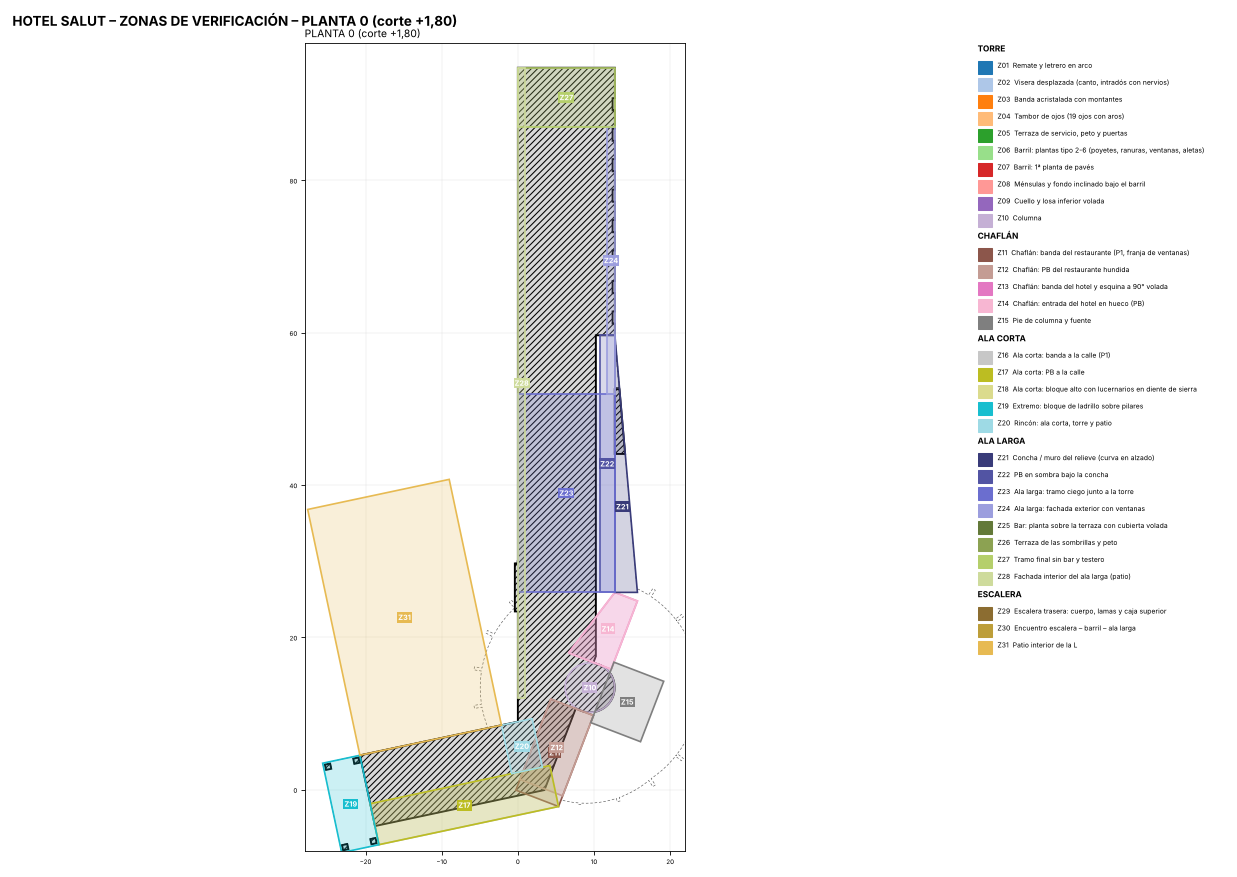 HOTEL SALUT – ZONAS DE VERIFICACIÓN – PLANTA 0 (corte +1,80)
PLANTA 0 (corte +1,80)
Z27
80
Z24
60
Z28
Z22
Z23
40
Z21
Z31
20
Z14
Z10
Z15
Z20
Z12
0
Z19
Z17
−20
−10
0
10
20
TORRE
Z01 Remate y letrero en arco
Z02 Visera desplazada (canto, intradós con nervios)
Z03 Banda acristalada con montantes
Z04 Tambor de ojos (19 ojos con aros)
Z05 Terraza de servicio, peto y puertas
Z06 Barril: plantas tipo 2-6 (poyetes, ranuras, ventanas, aletas)
Z07 Barril: 1ª planta de pavés
Z08 Ménsulas y fondo inclinado bajo el barril
Z09 Cuello y losa inferior volada
Z10 Columna
CHAFLÁN
Z11 Chaflán: banda del restaurante (P1, franja de ventanas)
Z12 Chaflán: PB del restaurante hundida
Z13 Chaflán: banda del hotel y esquina a 90° volada
Z14 Chaflán: entrada del hotel en hueco (PB)
Z15 Pie de columna y fuente
ALA CORTA
Z16 Ala corta: banda a la calle (P1)
Z17 Ala corta: PB a la calle
Z18 Ala corta: bloque alto con lucernarios en diente de sierra
Z19 Extremo: bloque de ladrillo sobre pilares
Z20 Rincón: ala corta, torre y patio
ALA LARGA
Z21 Concha / muro del relieve (curva en alzado)
Z22 PB en sombra bajo la concha
Z23 Ala larga: tramo ciego junto a la torre
Z24 Ala larga: fachada exterior con ventanas
Z25 Bar: planta sobre la terraza con cubierta volada
Z26 Terraza de las sombrillas y peto
Z27 Tramo final sin bar y testero
Z28 Fachada interior del ala larga (patio)
ESCALERA
Z29 Escalera trasera: cuerpo, lamas y caja superior
Z30 Encuentro escalera – barril – ala larga
Z31 Patio interior de la L